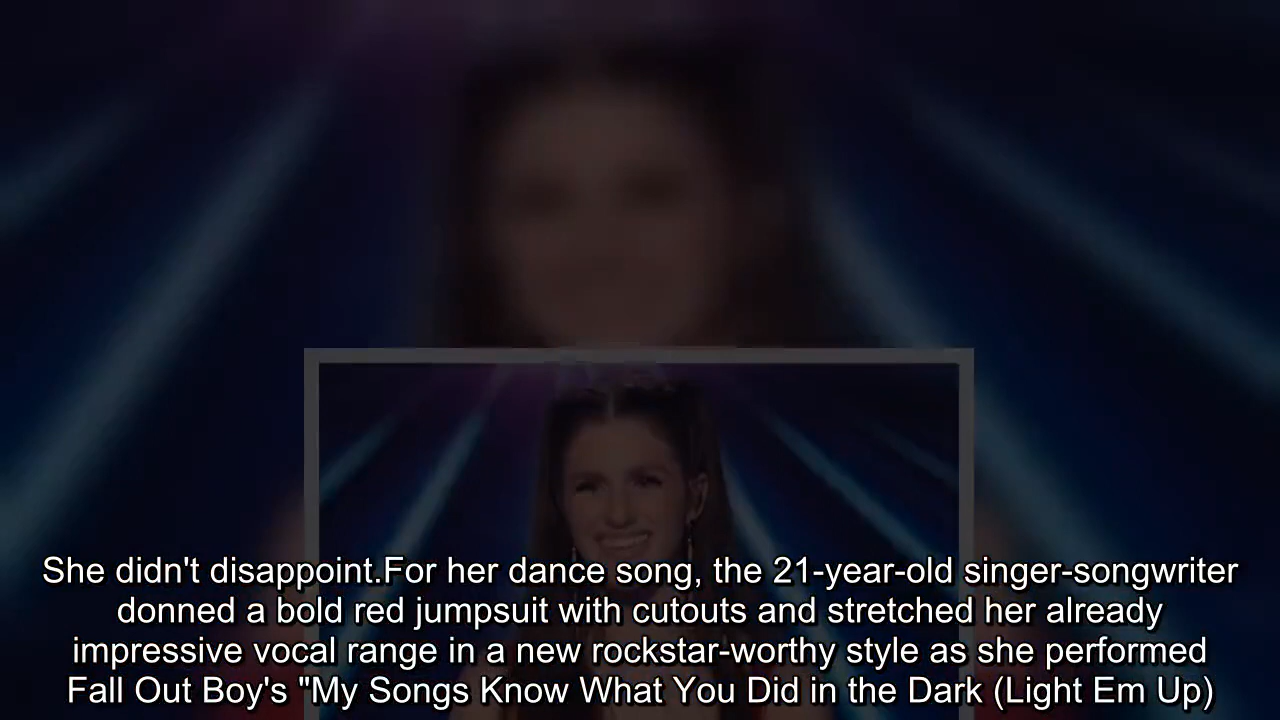 She didn't disappoint.For her dance song, the 21-year-old singer-songwriter
donned a bold red jumpsuit with cutouts and stretched her already
impressive vocal range in a new rockstar-worthy style as she performed
Fall Out Boy's "My Songs Know What You Did in the Dark (Light Em Up)